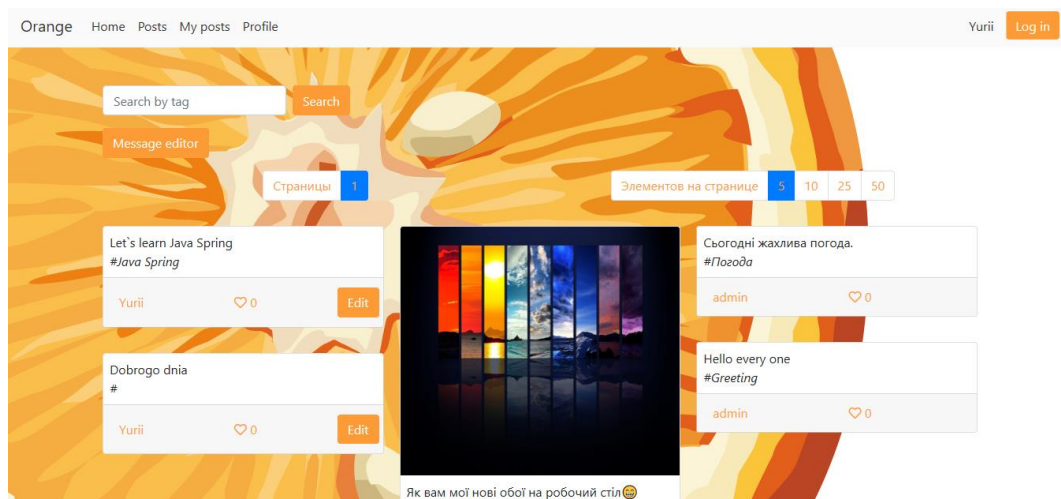 Orange Home Posts My posts Profile Yurii Log in
Search by tag Search
Message editor
Страницы 1
Элементов на странице 5 10 25 50
Let`s learn Java Spring
#Java Spring
Yurii 0 Edit
Dobrogo dnia
#
Yurii 0 Edit
Як вам мої нові обої на робочий стіл😁
Сьогодні жахлива погода.
#Погода
admin 0
Hello every one
#Greeting
admin 0